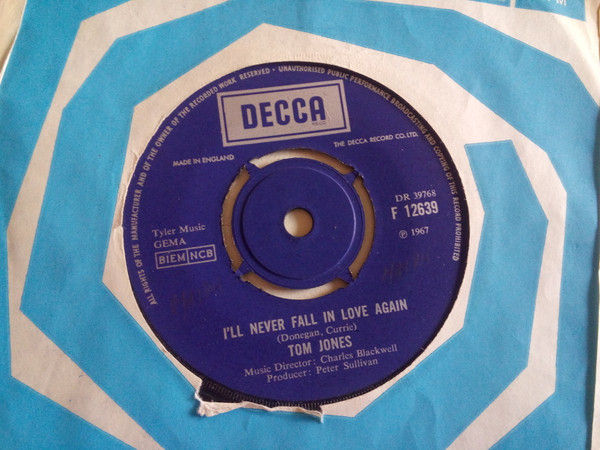 ALL RIGHTS OF THE MANUFACTURER AND OF THE OWNER OF THE RECORDED WORK RESERVED • UNAUTHORISED PUBLIC PERFORMANCE BROADCASTING AND COPYING OF THIS RECORD PROHIBITED
DECCA
THE DECCA RECORD CO. LTD.
MADE IN ENGLAND
DR 39768
F 12639
℗ 1967
Tyler Music
GEMA
BIEM NCB
I'LL NEVER FALL IN LOVE AGAIN
(Donegan, Currie)
TOM JONES
Music Director: Charles Blackwell
Producer: Peter Sullivan